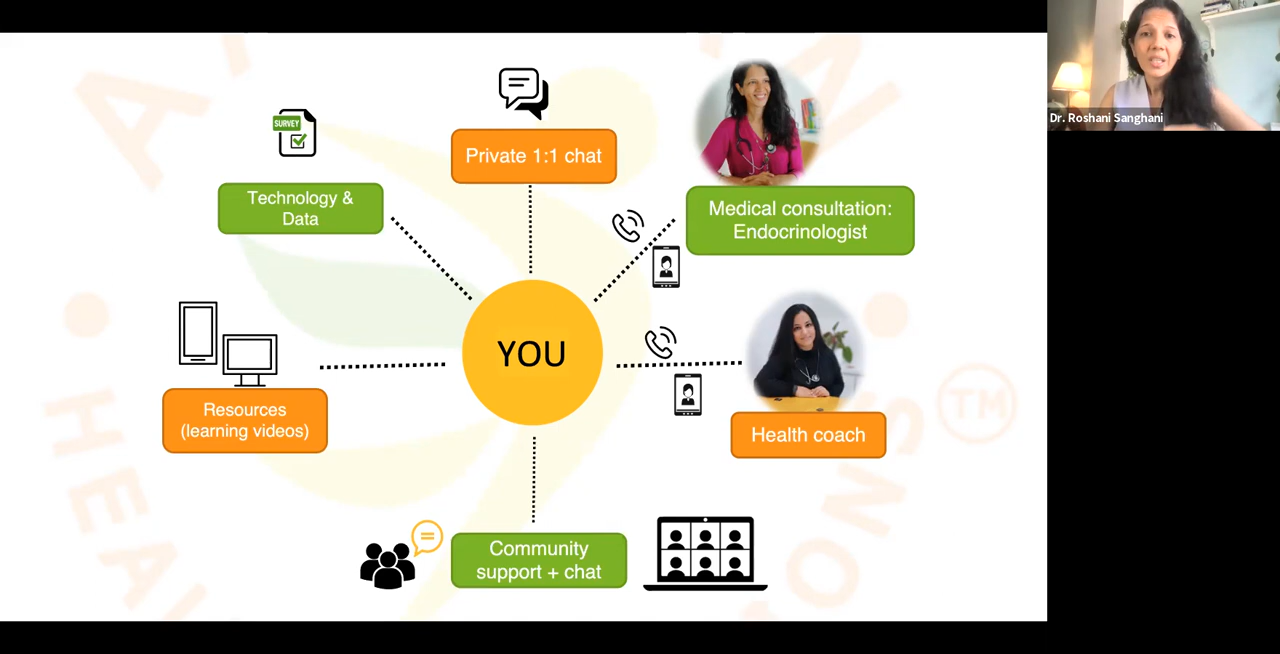 Dr. Roshani Sanghani
SURVEY
Private 1:1 chat
Technology &
Data
Medical consultation:
Endocrinologist
YOU
Resources
(learning videos)
Health coach
TM
Community
support + chat